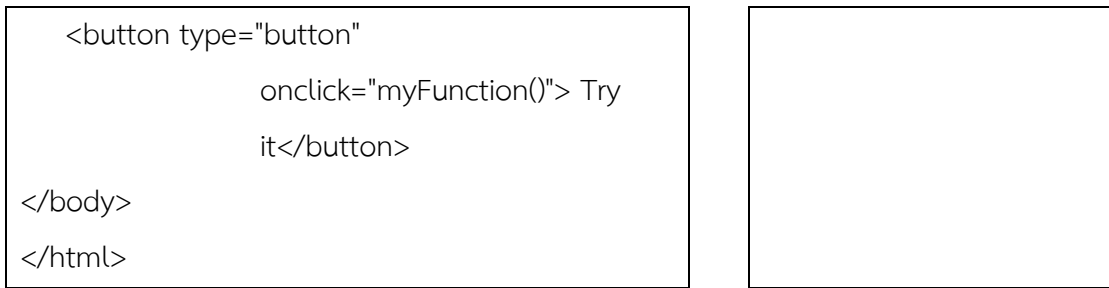 <button type="button"
onclick="myFunction()"> Try
it</button>
</body>
</html>